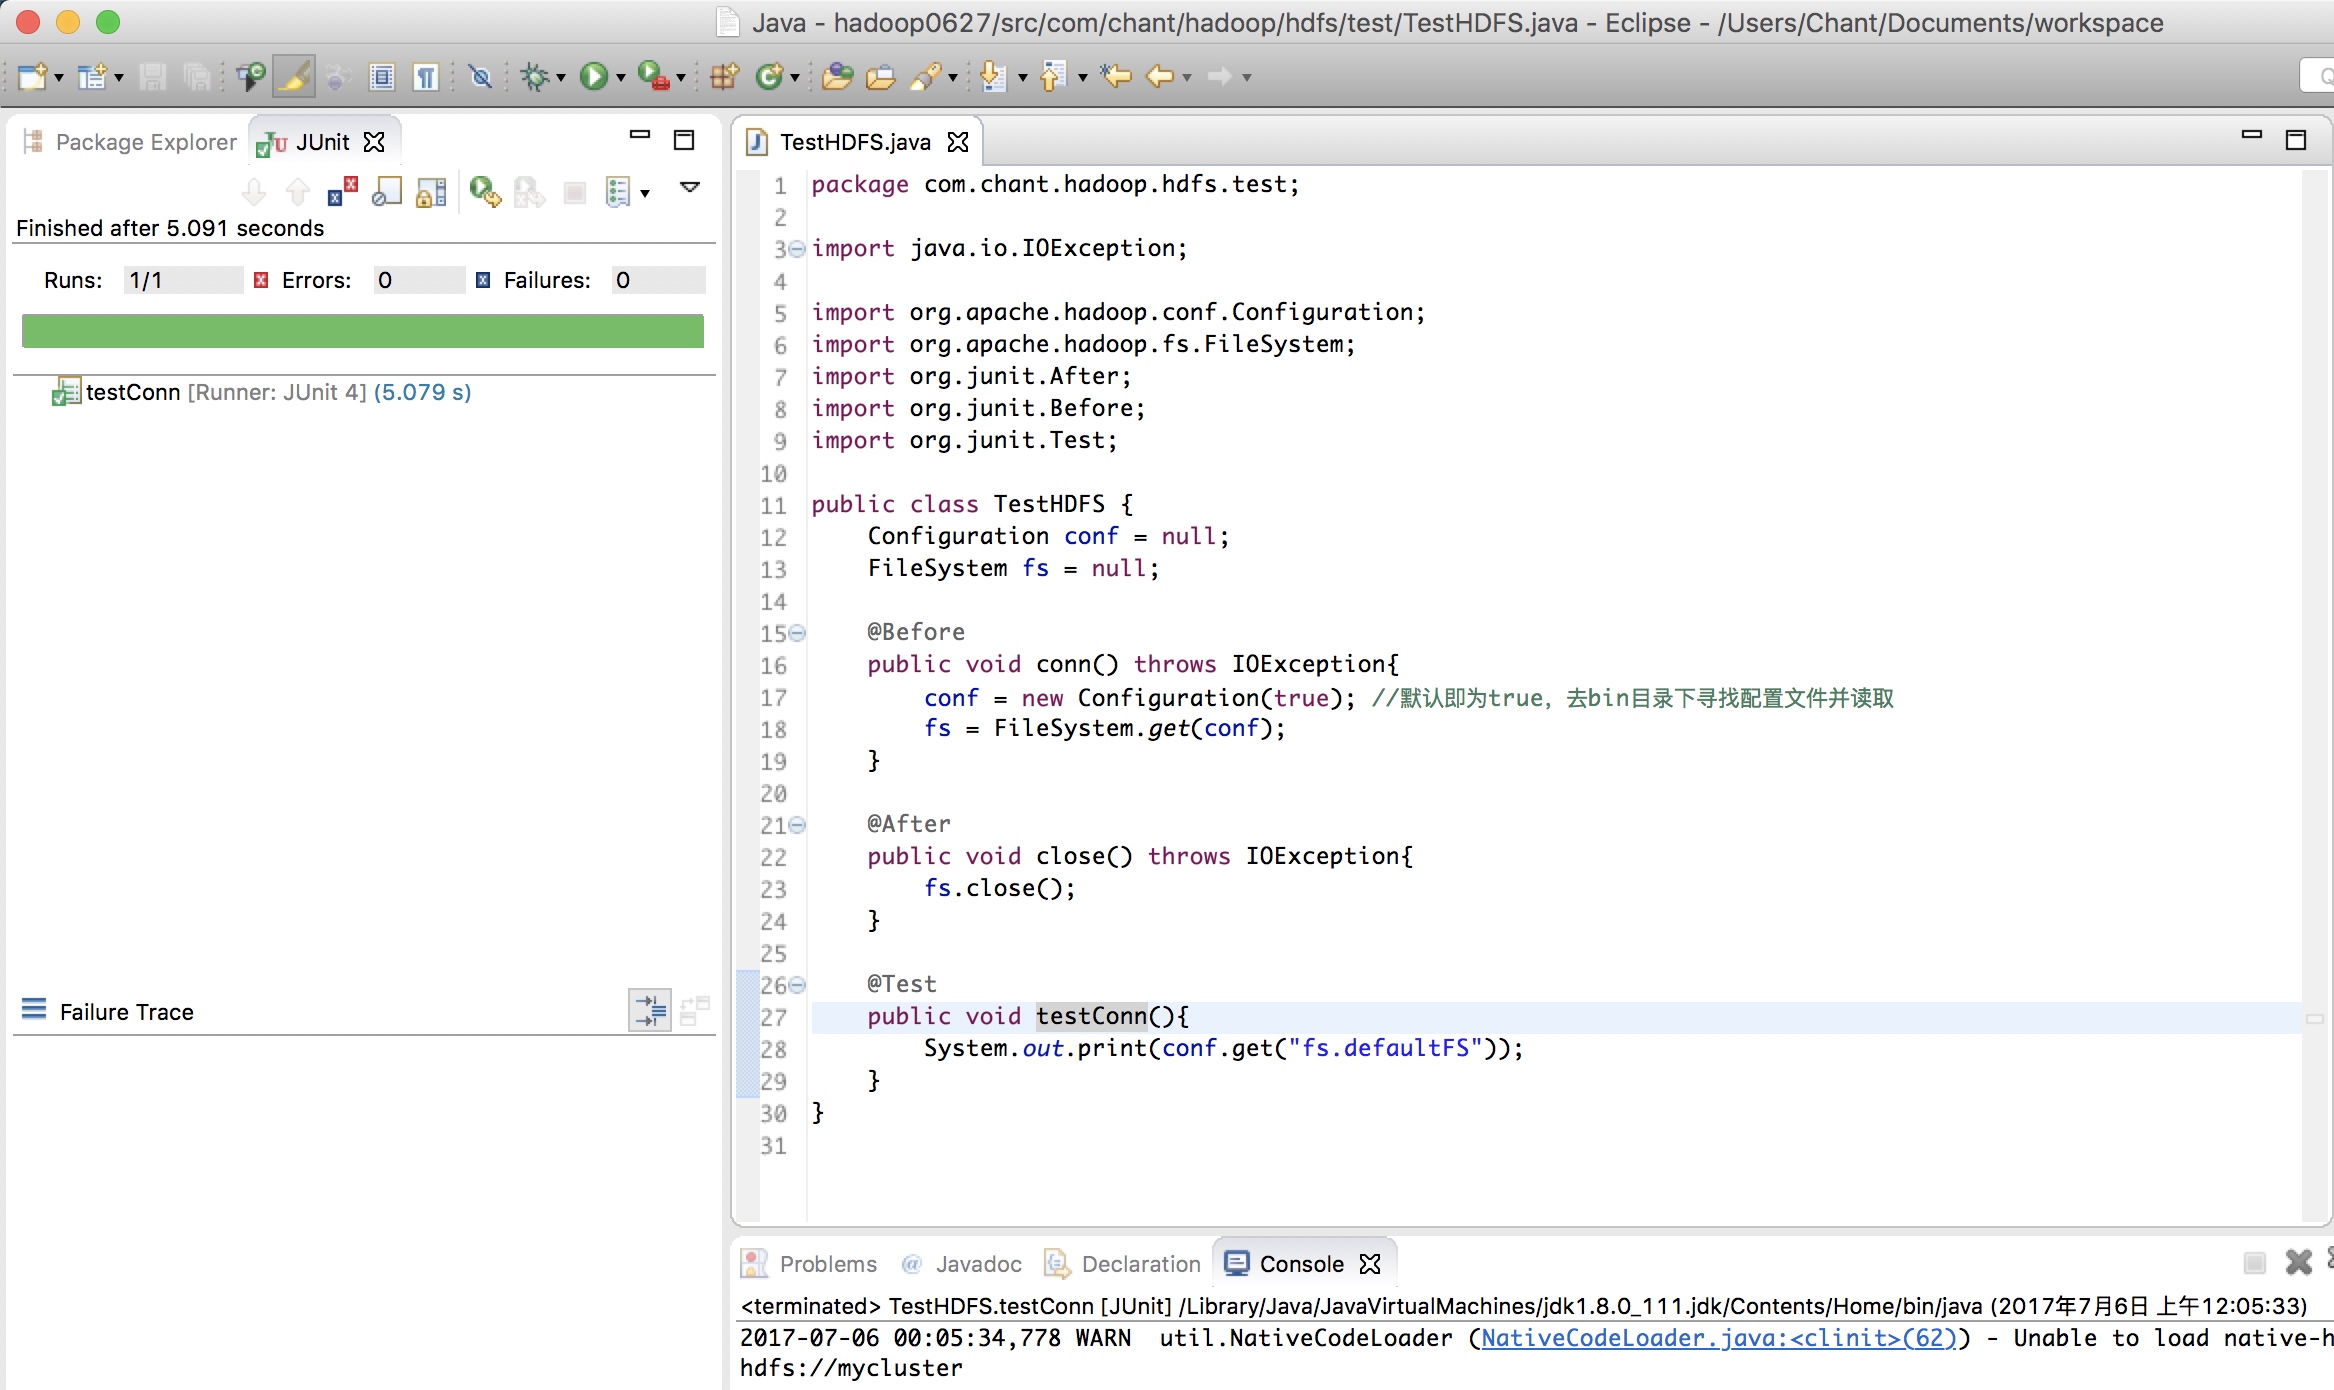 Java - hadoop0627/src/com/chant/hadoop/hdfs/test/TestHDFS.java - Eclipse - /Users/Chant/Documents/workspace
Package Explorer
JUnit
Finished after 5.091 seconds
Runs: 1/1 Errors: 0 Failures: 0
testConn [Runner: JUnit 4] (5.079 s)
Failure Trace
TestHDFS.java
1 package com.chant.hadoop.hdfs.test;
2
3 import java.io.IOException;
4
5 import org.apache.hadoop.conf.Configuration;
6 import org.apache.hadoop.fs.FileSystem;
7 import org.junit.After;
8 import org.junit.Before;
9 import org.junit.Test;
10
11 public class TestHDFS {
12     Configuration conf = null;
13     FileSystem fs = null;
14
15     @Before
16     public void conn() throws IOException{
17         conf = new Configuration(true); //默认即为true，去bin目录下寻找配置文件并读取
18         fs = FileSystem.get(conf);
19     }
20
21     @After
22     public void close() throws IOException{
23         fs.close();
24     }
25
26     @Test
27     public void testConn(){
28         System.out.print(conf.get("fs.defaultFS"));
29     }
30 }
31
Problems Javadoc Declaration Console
<terminated> TestHDFS.testConn [JUnit] /Library/Java/JavaVirtualMachines/jdk1.8.0_111.jdk/Contents/Home/bin/java (2017年7月6日 上午12:05:33)
2017-07-06 00:05:34,778 WARN  util.NativeCodeLoader (NativeCodeLoader.java:<clinit>(62)) - Unable to load native-h
hdfs://mycluster